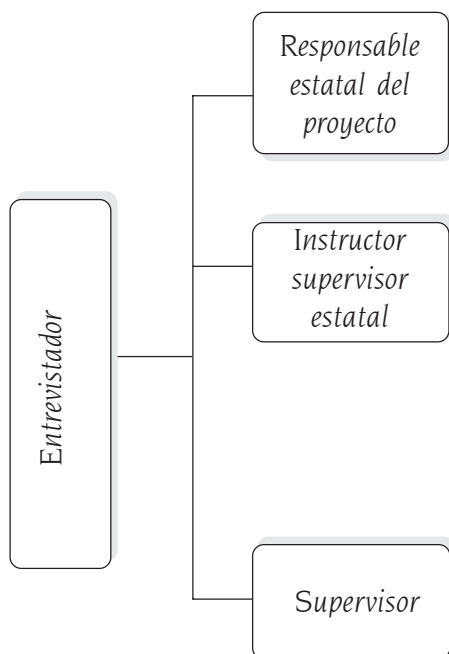 Responsable
estatal del
proyecto
Entrevistador
Instructor
supervisor
estatal
Supervisor